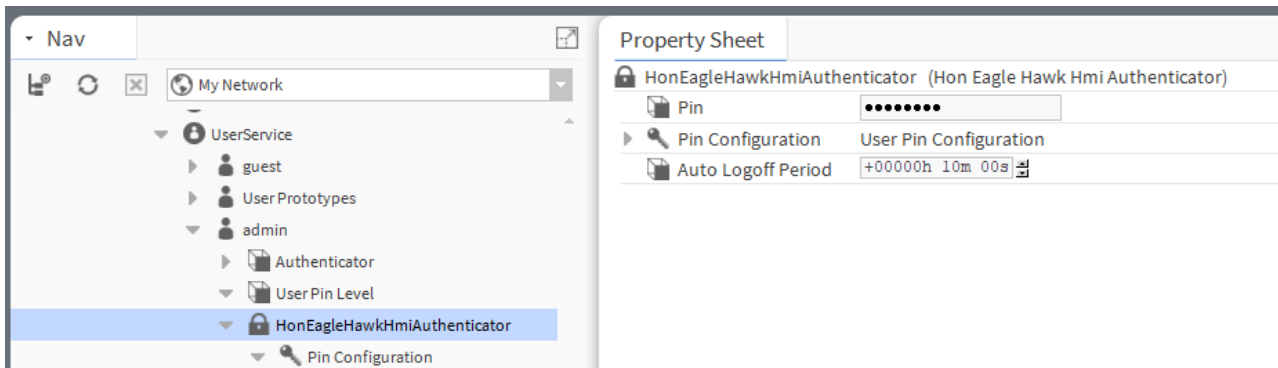 Nav
My Network
UserService
guest
User Prototypes
admin
Authenticator
User Pin Level
HonEagleHawkHmiAuthenticator
Pin Configuration
Property Sheet
HonEagleHawkHmiAuthenticator (Hon Eagle Hawk Hmi Authenticator)
Pin ••••••••
Pin Configuration User Pin Configuration
Auto Logoff Period +00000h 10m 00s